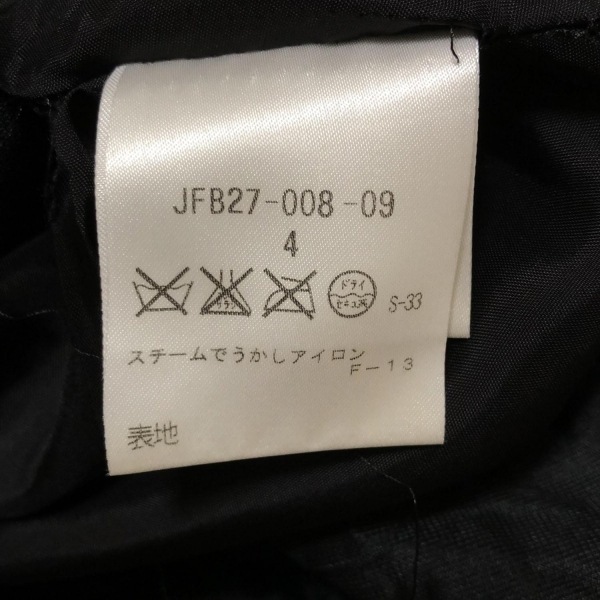 JFB27-008-09
4
ドライ
セキユ系
S-33
スチームでうかしアイロン
F-13
表地